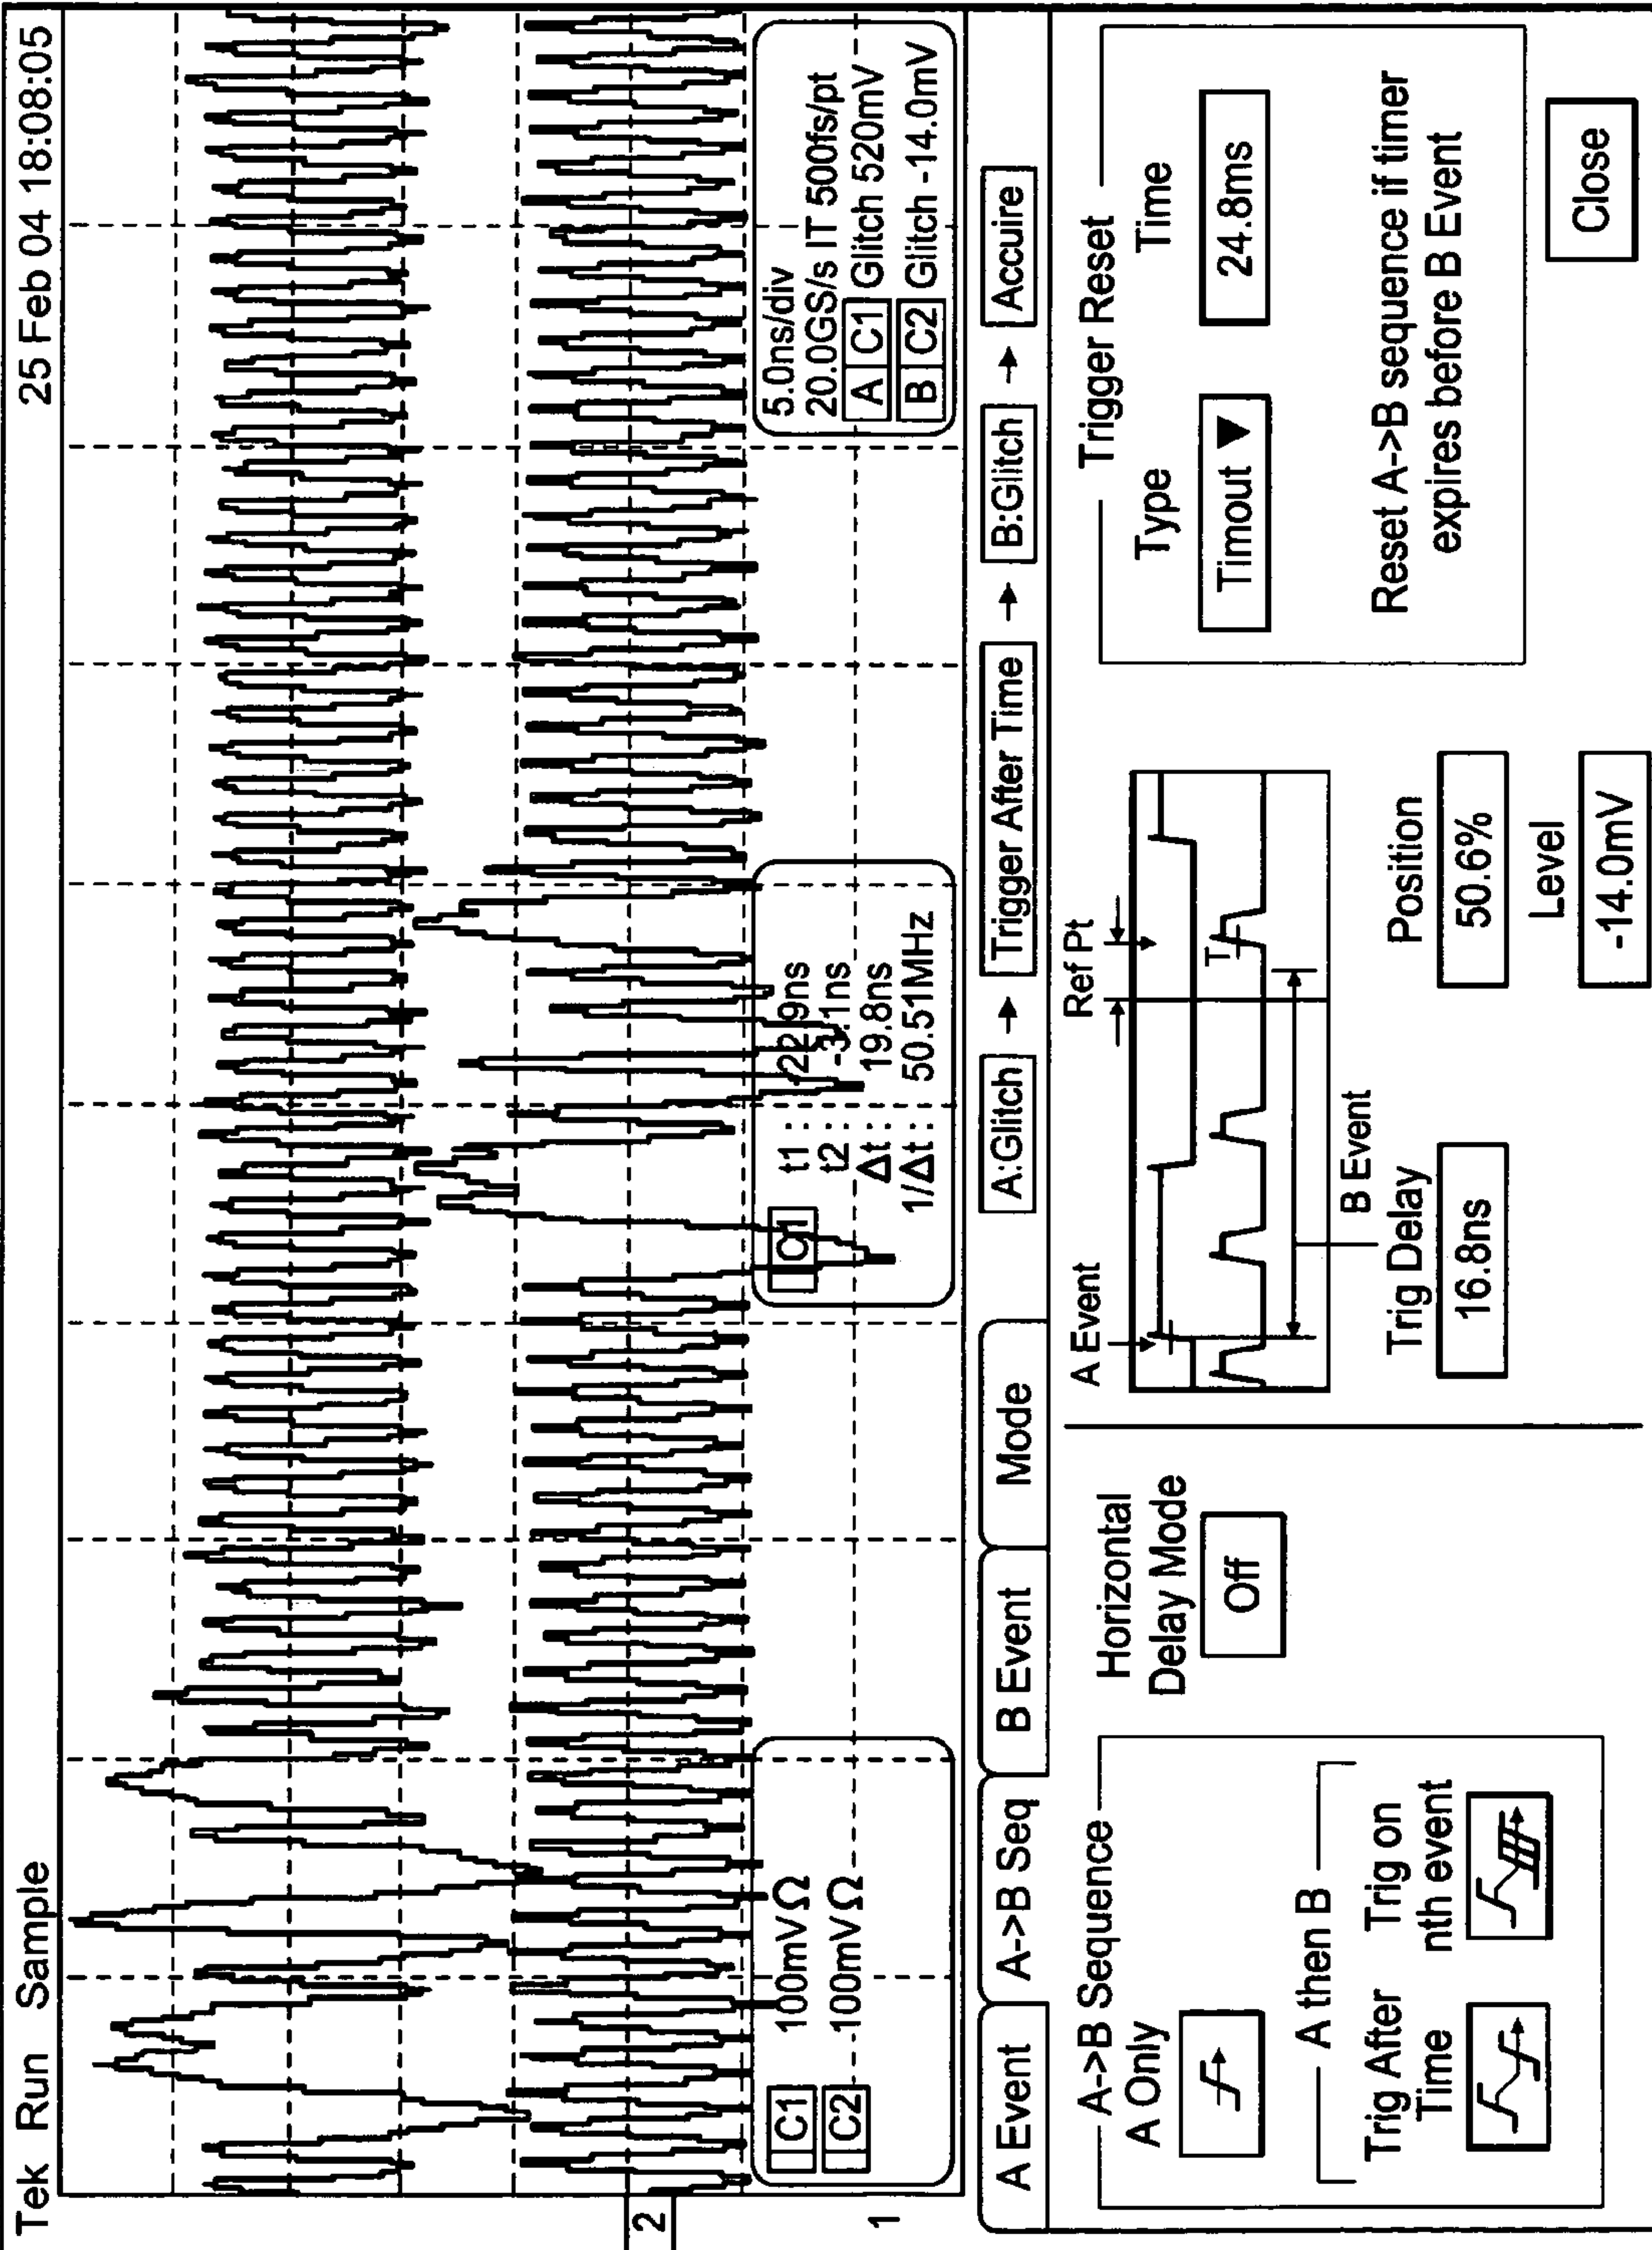 Tek Run Sample
25 Feb 04 18:08:05
2
1
C1 100mVΩ
C2 100mVΩ
C1
t1 : -22.9ns
t2 : -3.1ns
Δt : 19.8ns
1/Δt : 50.51MHz
5.0ns/div
20.0GS/s IT 500fs/pt
A C1 Glitch 520mV
B C2 Glitch -14.0mV
A Event
A->B Seq
B Event
Mode
A:Glitch → Trigger After Time → B:Glitch → Accuire
A->B Sequence
A Only
A then B
Trig After
Time
Trig on
nth event
Horizontal
Delay Mode
Off
A Event
Ref Pt
T
B Event
Trig Delay
16.8ns
Position
50.6%
Level
-14.0mV
Trigger Reset
Type
Timout ▼
Time
24.8ms
Reset A->B sequence if timer
expires before B Event
Close